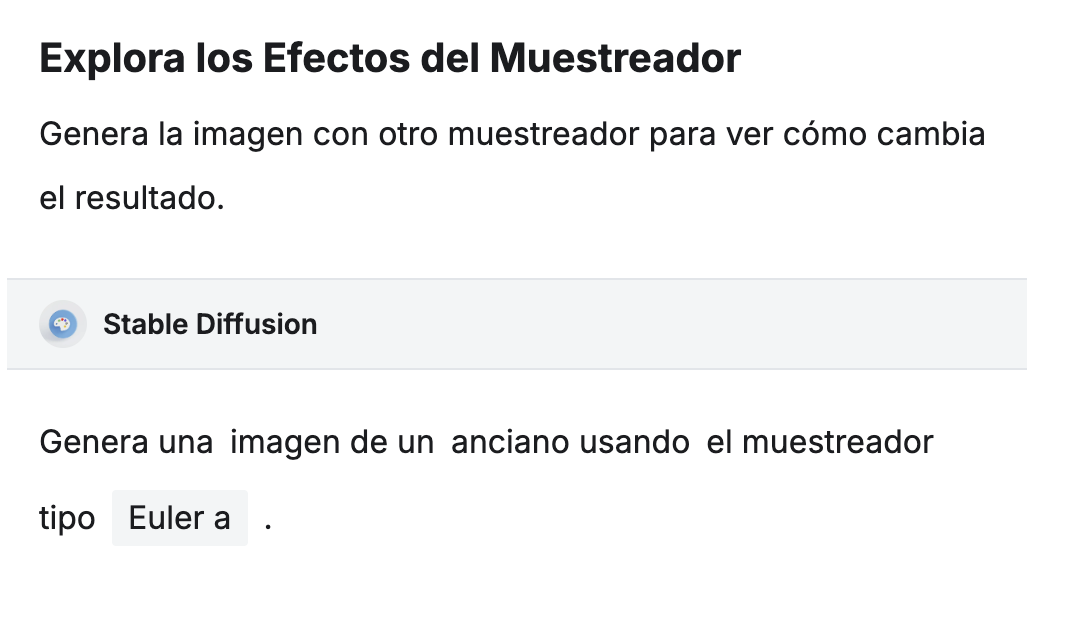 Explora los Efectos del Muestreador
Genera la imagen con otro muestreador para ver cómo cambia
el resultado.
Stable Diffusion
Genera una imagen de un anciano usando el muestreador
tipo Euler a .